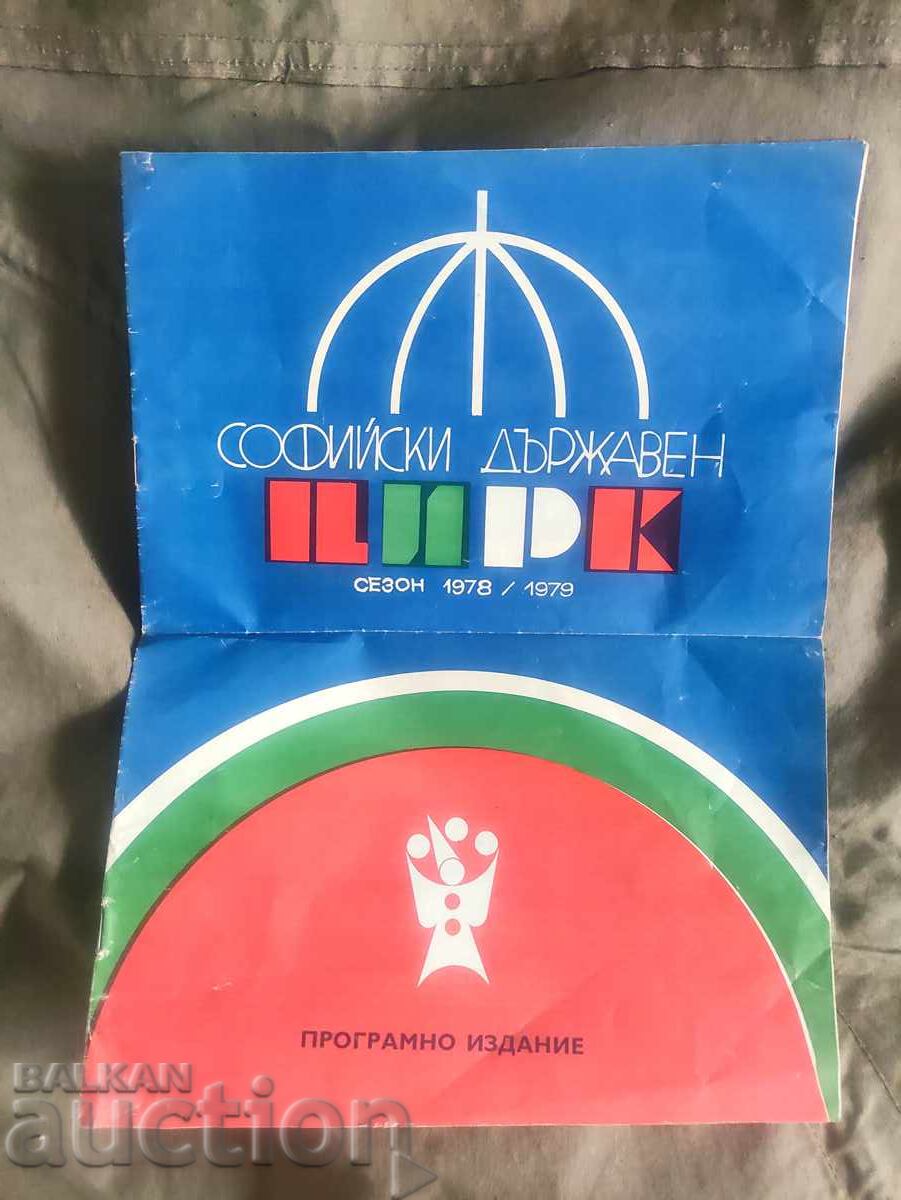 СОФИЙСКИ ДЪРЖАВЕН
ЦИРК
СЕЗОН 1978 / 1979
ПРОГРАМНО ИЗДАНИЕ
BALKAN
auction